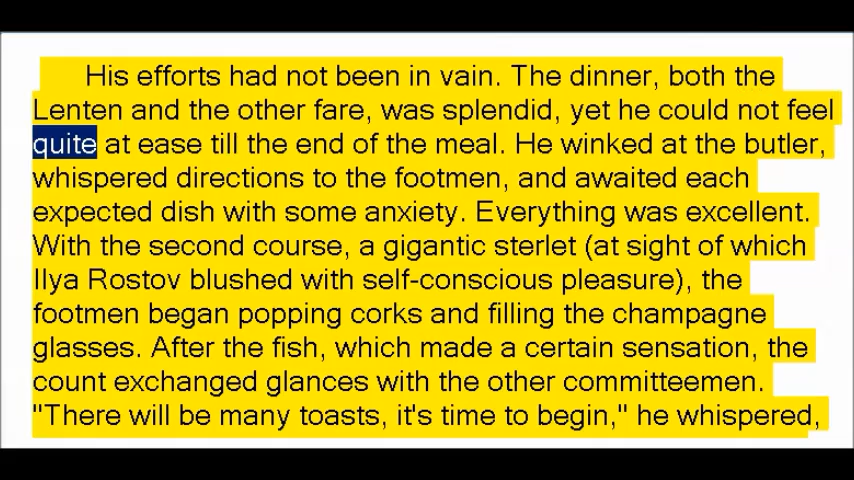 His efforts had not been in vain. The dinner, both the
Lenten and the other fare, was splendid, yet he could not feel
quite at ease till the end of the meal. He winked at the butler,
whispered directions to the footmen, and awaited each
expected dish with some anxiety. Everything was excellent.
With the second course, a gigantic sterlet (at sight of which
Ilya Rostov blushed with self-conscious pleasure), the
footmen began popping corks and filling the champagne
glasses. After the fish, which made a certain sensation, the
count exchanged glances with the other committeemen.
"There will be many toasts, it's time to begin," he whispered,